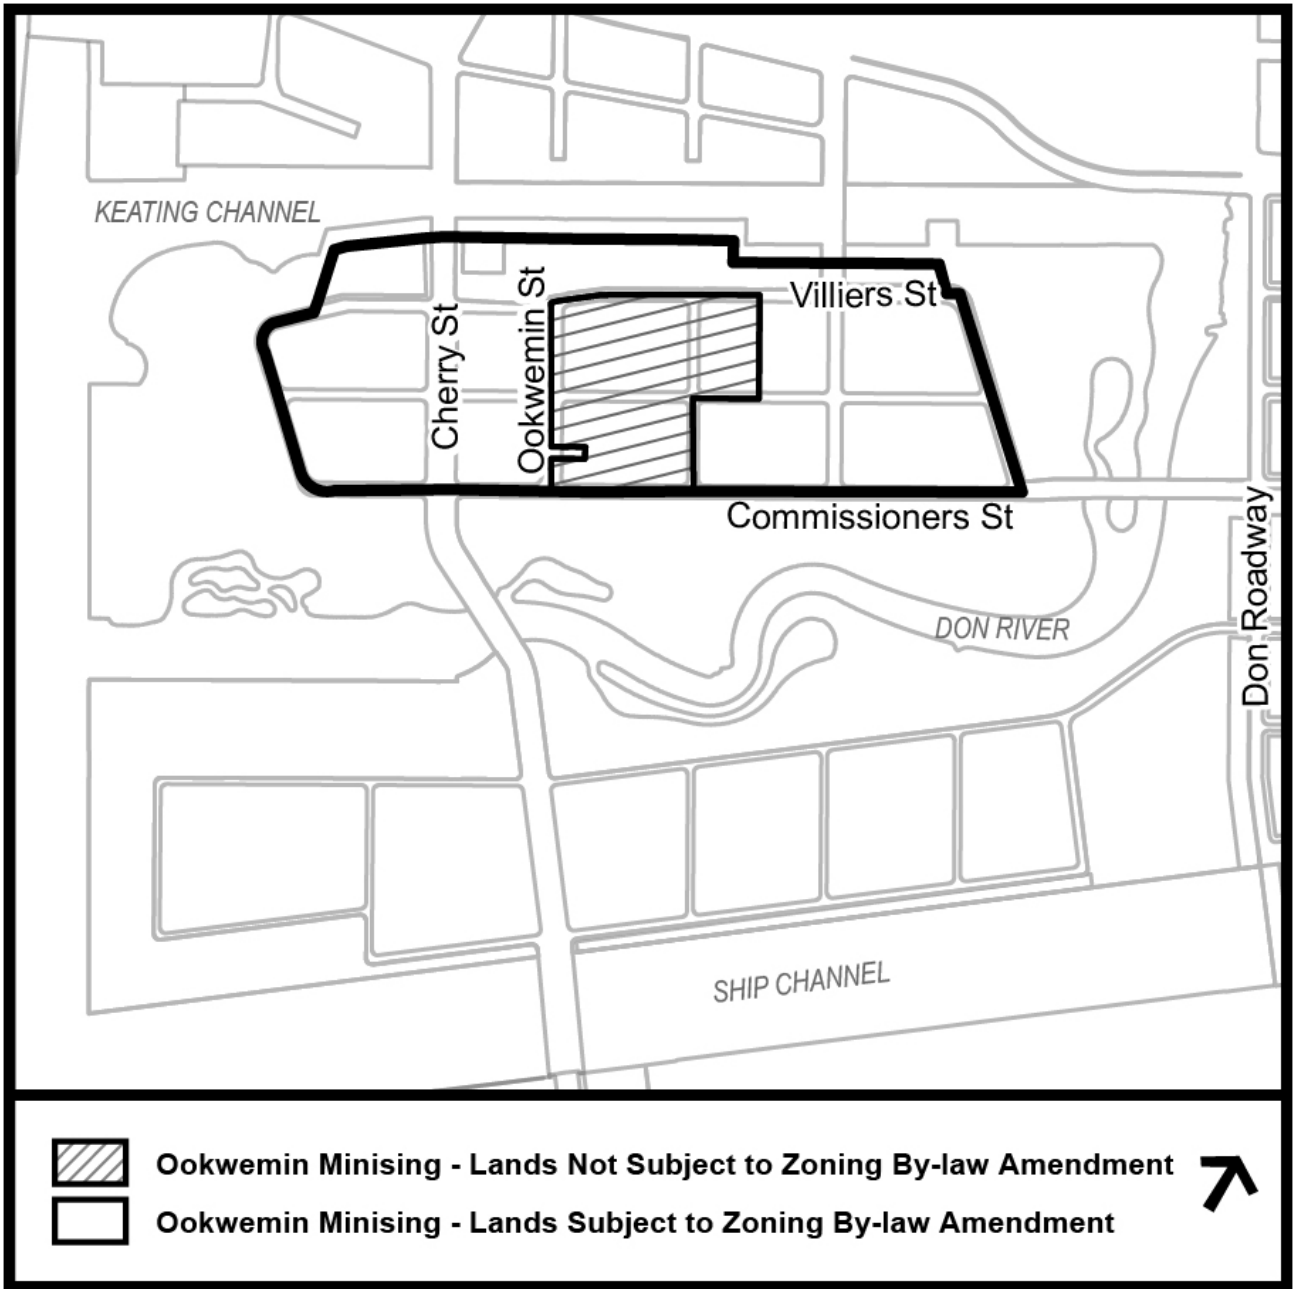 KEATING CHANNEL
Villiers St
Cherry St
Ookwemin St
Commissioners St
DON RIVER
Don Roadway
SHIP CHANNEL
Ookwemin Minising - Lands Not Subject to Zoning By-law Amendment
Ookwemin Minising - Lands Subject to Zoning By-law Amendment